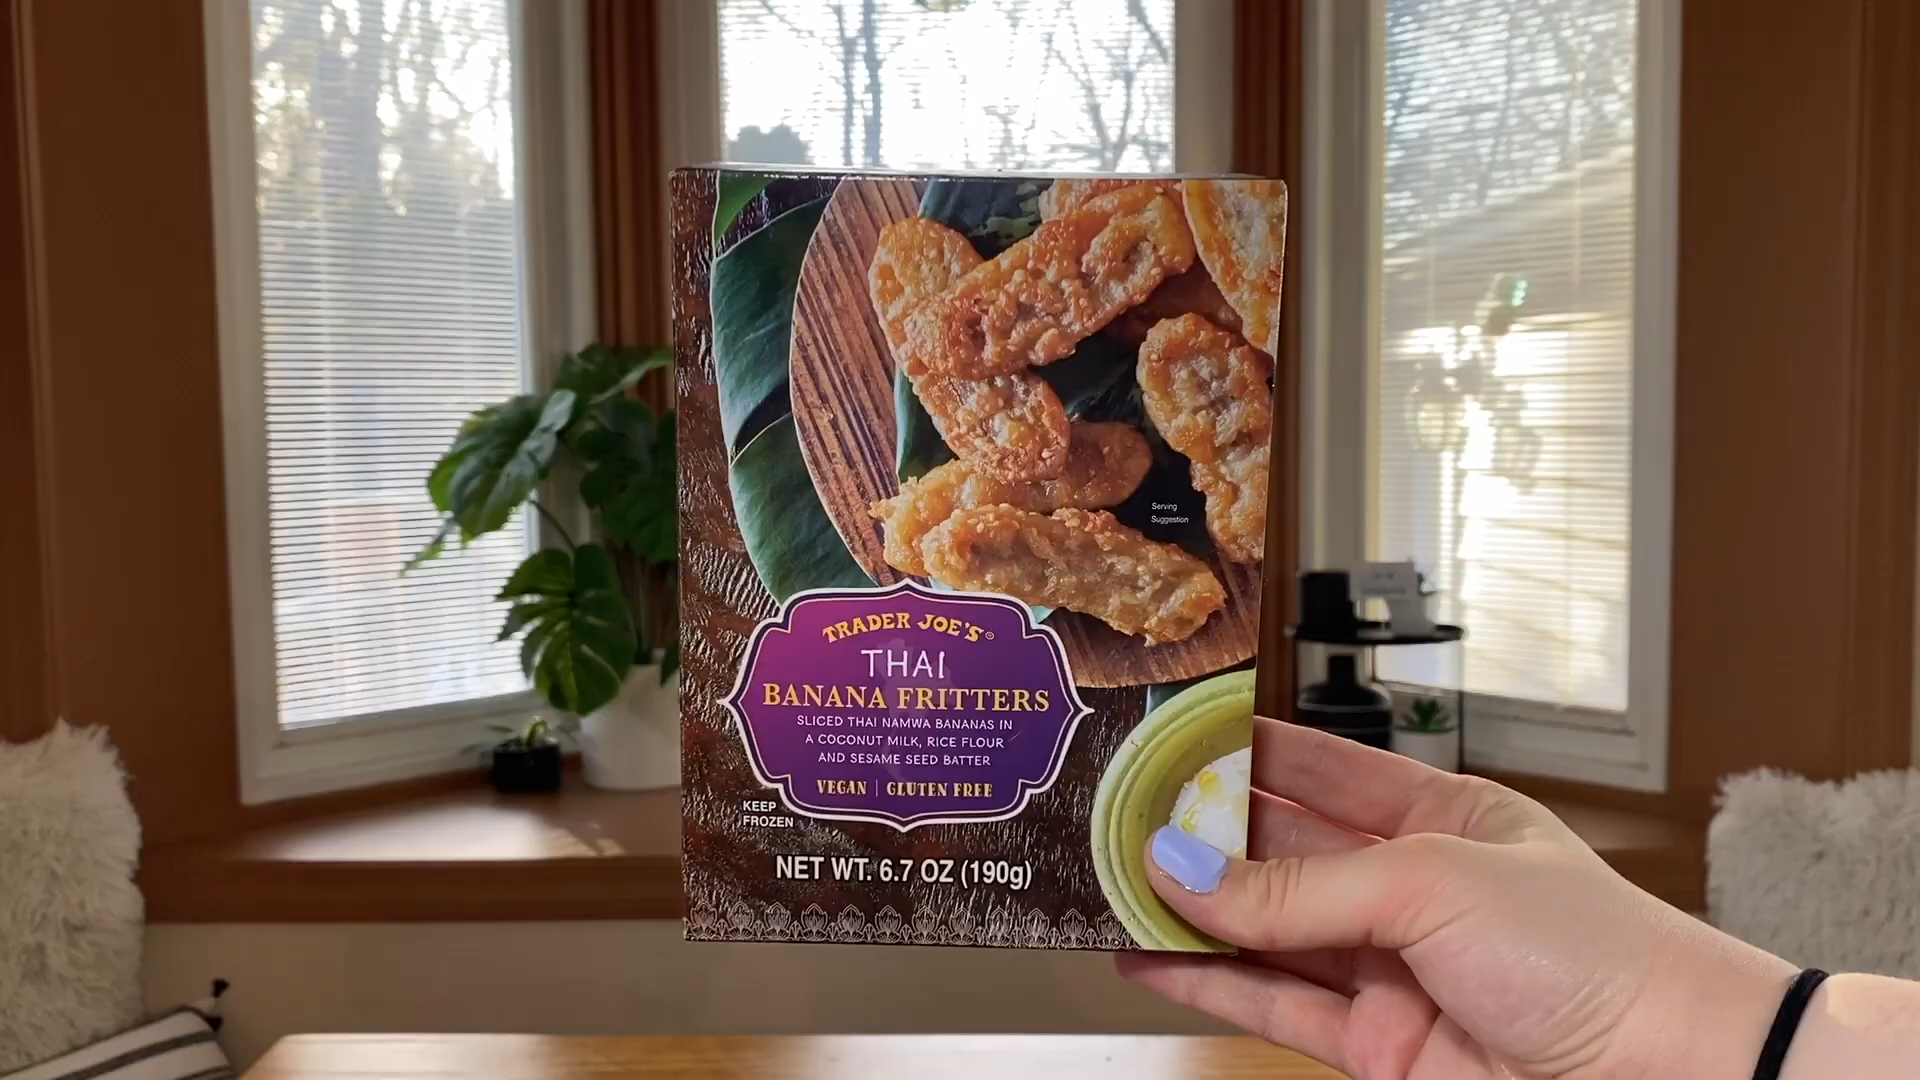 Serving
Suggestion
TRADER JOE'S®
THAI
BANANA FRITTERS
SLICED THAI NAMWA BANANAS IN
A COCONUT MILK, RICE FLOUR
AND SESAME SEED BATTER
VEGAN | GLUTEN FREE
KEEP
FROZEN
NET WT. 6.7 OZ (190g)